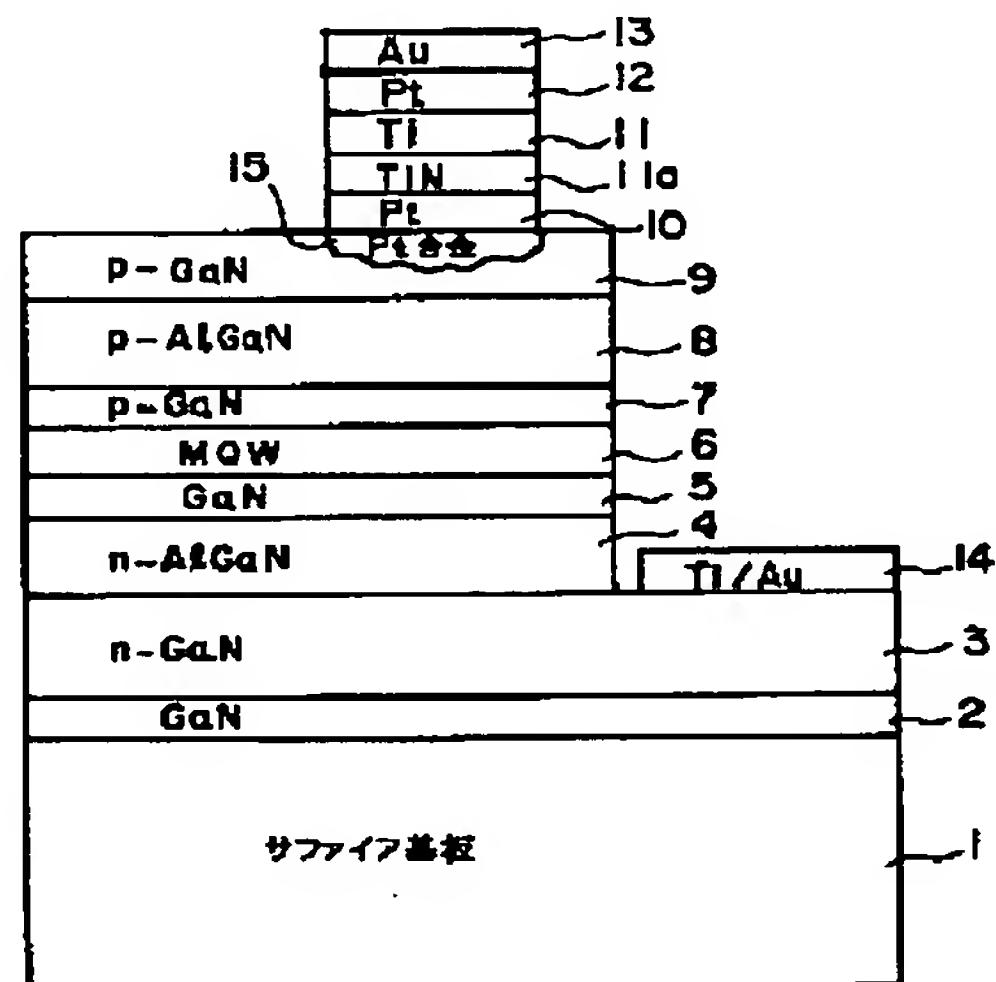 Au 13
Pt 12
Ti 11
TiN 11a
15 Pt 10
Pt合金
p-GaN 9
p-AlGaN 8
p-GaN 7
MQW 6
GaN 5
n-AlGaN 4
Ti/Au 14
n-GaN 3
GaN 2
サファイア基板 1